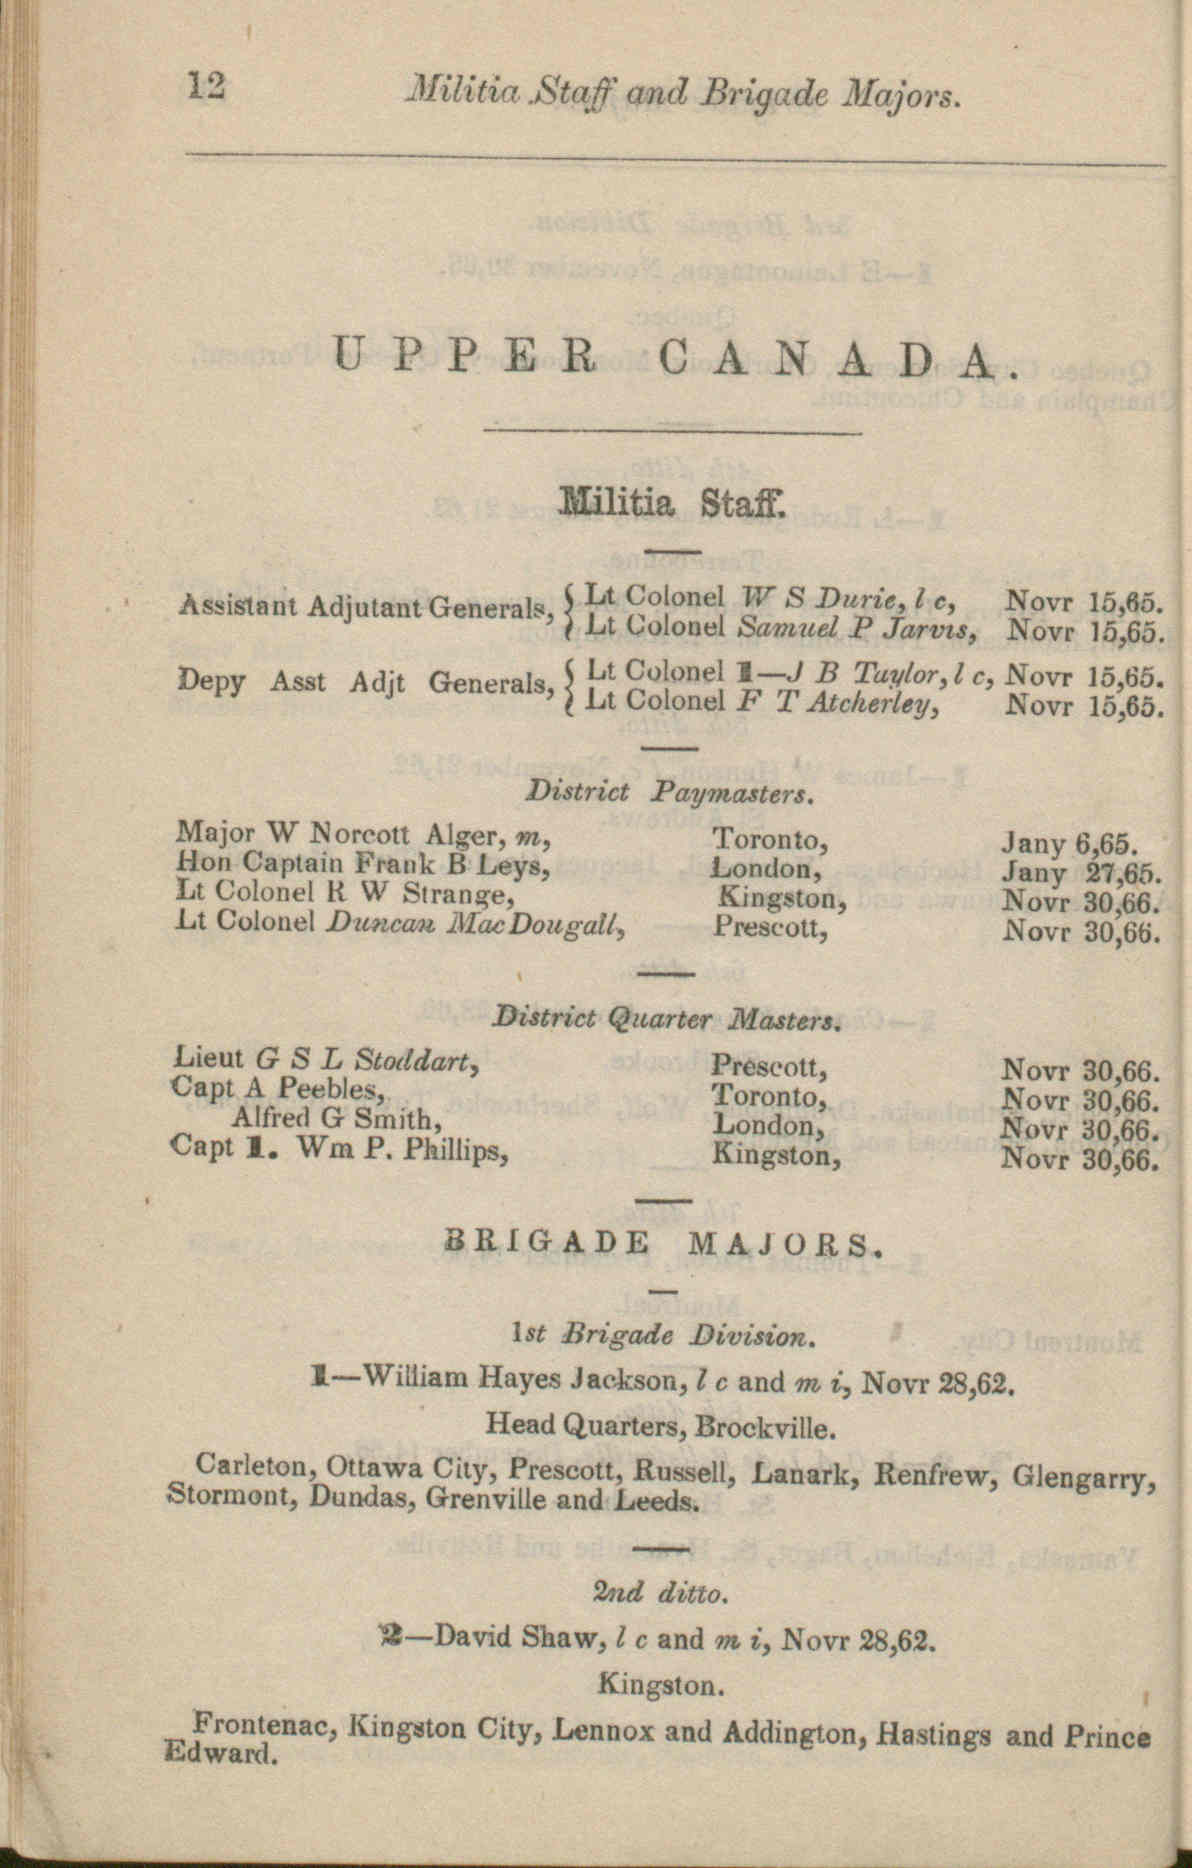 12 Militia Staff and Brigade Majors.
UPPER CANADA.
Militia Staff.
Assistant Adjutant Generals, { Lt Colonel W S Durie, l c, Novr 15,65.
Lt Colonel Samuel P Jarvis, Novr 15,65.
Depy Asst Adjt Generals, { Lt Colonel 1—J B Taylor, l c, Novr 15,65.
Lt Colonel F T Atcherley, Novr 15,65.
District Paymasters.
Major W Norcott Alger, m, Toronto, Jany 6,65.
Hon Captain Frank B Leys, London, Jany 27,65.
Lt Colonel R W Strange, Kingston, Novr 30,66.
Lt Colonel Duncan MacDougall, Prescott, Novr 30,66.
District Quarter Masters.
Lieut G S L Stoddart, Prescott, Novr 30,66.
Capt A Peebles, Toronto, Novr 30,66.
Alfred G Smith, London, Novr 30,66.
Capt 1. Wm P. Phillips, Kingston, Novr 30,66.
BRIGADE MAJORS.
1st Brigade Division.
1—William Hayes Jackson, l c and m i, Novr 28,62.
Head Quarters, Brockville.
Carleton, Ottawa City, Prescott, Russell, Lanark, Renfrew, Glengarry,
Stormont, Dundas, Grenville and Leeds.
2nd ditto.
2—David Shaw, l c and m i, Novr 28,62.
Kingston.
Frontenac, Kingston City, Lennox and Addington, Hastings and Prince
Edward.